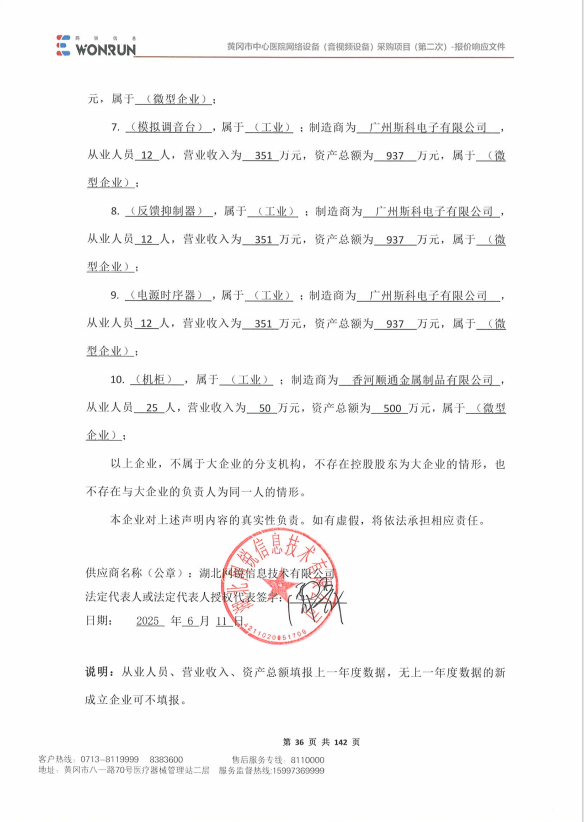 网锐信息
WONRUN
黄冈市中心医院网络设备（音视频设备）采购项目（第二次）-报价响应文件
元，属于 （微型企业）；
7. （模拟调音台） ，属于 （工业） ；制造商为 广州斯科电子有限公司 ，
从业人员 12 人，营业收入为 351 万元，资产总额为 937 万元，属于 （微
型企业）；
8. （反馈抑制器） ，属于 （工业） ；制造商为 广州斯科电子有限公司 ，
从业人员 12 人，营业收入为 351 万元，资产总额为 937 万元，属于 （微
型企业）；
9. （电源时序器） ，属于 （工业） ；制造商为 广州斯科电子有限公司 ，
从业人员 12 人，营业收入为 351 万元，资产总额为 937 万元，属于 （微
型企业）；
10. （机柜） ，属于 （工业） ；制造商为 香河顺通金属制品有限公司 ，
从业人员 25 人，营业收入为 50 万元，资产总额为 500 万元，属于 （微型
企业）；
以上企业，不属于大企业的分支机构，不存在控股股东为大企业的情形，也
不存在与大企业的负责人为同一人的情形。
本企业对上述声明内容的真实性负责。如有虚假，将依法承担相应责任。
供应商名称（公章）：湖北网锐信息技术有限公司
法定代表人或法定代表人授权代表签字：
日期： 2025 年 6 月 11 日
湖北网锐信息技术有限公司
4211020051709
说明：从业人员、营业收入、资产总额填报上一年度数据，无上一年度数据的新
成立企业可不填报。
第 36 页 共 142 页
客户热线：0713-8119999 8383600 售后服务专线：8110000
地址：黄冈市八一路70号医疗器械管理站二层 服务监督热线:15997369999